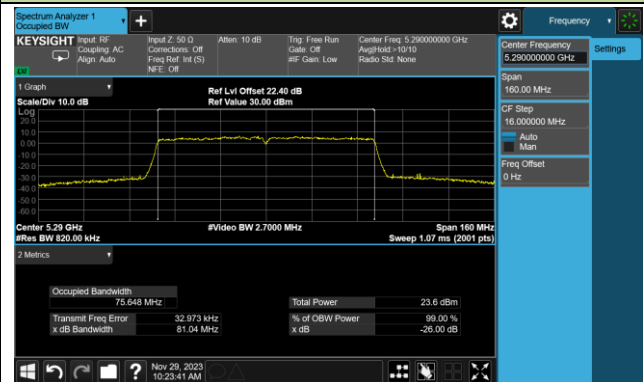 Spectrum Analyzer 1
Occupied BW
Frequency
KEYSIGHT
Input: RF
Coupling: AC
Align: Auto
Input Z: 50 Ω
Corrections: Off
Freq Ref: Int (S)
NFE: Off
Atten: 10 dB
Trig: Free Run
Gate: Off
#IF Gain: Low
Center Freq: 5.290000000 GHz
Avg|Hold:>10/10
Radio Std: None
Center Frequency
5.290000000 GHz
Settings
Span
160.00 MHz
CF Step
16.000000 MHz
Auto
Man
Freq Offset
0 Hz
1 Graph
Scale/Div 10.0 dB
Ref Lvl Offset 22.40 dB
Ref Value 30.00 dBm
Log
20.0
10.0
0.00
-10.0
-20.0
-30.0
-40.0
-50.0
-60.0
Center 5.29 GHz
#Res BW 820.00 kHz
#Video BW 2.7000 MHz
Span 160 MHz
Sweep 1.07 ms (2001 pts)
2 Metrics
Occupied Bandwidth
75.648 MHz
Total Power 23.6 dBm
Transmit Freq Error 32.973 kHz
% of OBW Power 99.00 %
x dB Bandwidth 81.04 MHz
x dB -26.00 dB
?
Nov 29, 2023
10:23:41 AM